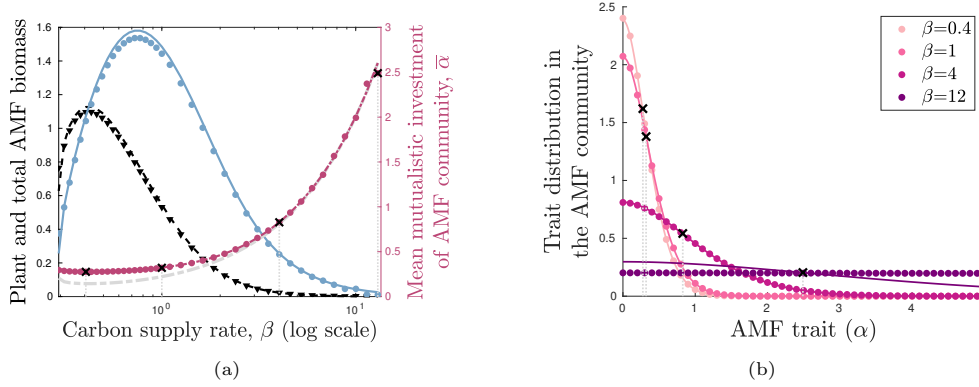 Plant and total AMF biomass
1.6
1.4
1.2
1
0.8
0.6
0.4
0.2
0
10^0
10^1
Carbon supply rate, β (log scale)
3
2.5
2
1.5
1
0.5
0
Mean mutualistic investment
of AMF community, α̅
(a)
Trait distribution in
the AMF community
2.5
2
1.5
1
0.5
0
0
1
2
3
4
AMF trait (α)
β=0.4
β=1
β=4
β=12
(b)